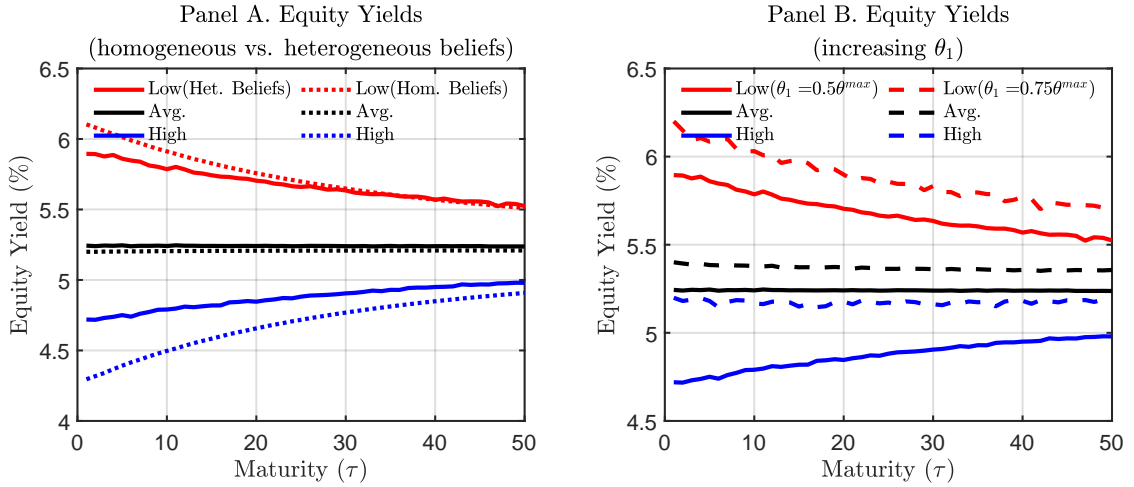 Panel A. Equity Yields
(homogeneous vs. heterogeneous beliefs)
6.5
6
5.5
5
4.5
4
Equity Yield (%)
Low(Het. Beliefs)
Avg.
High
Low(Hom. Beliefs)
Avg.
High
0 10 20 30 40 50
Maturity (τ)
Panel B. Equity Yields
(increasing θ₁)
6.5
6
5.5
5
4.5
Equity Yield (%)
Low(θ₁ =0.5θᵐᵃˣ)
Avg.
High
Low(θ₁ =0.75θᵐᵃˣ)
Avg.
High
0 10 20 30 40 50
Maturity (τ)